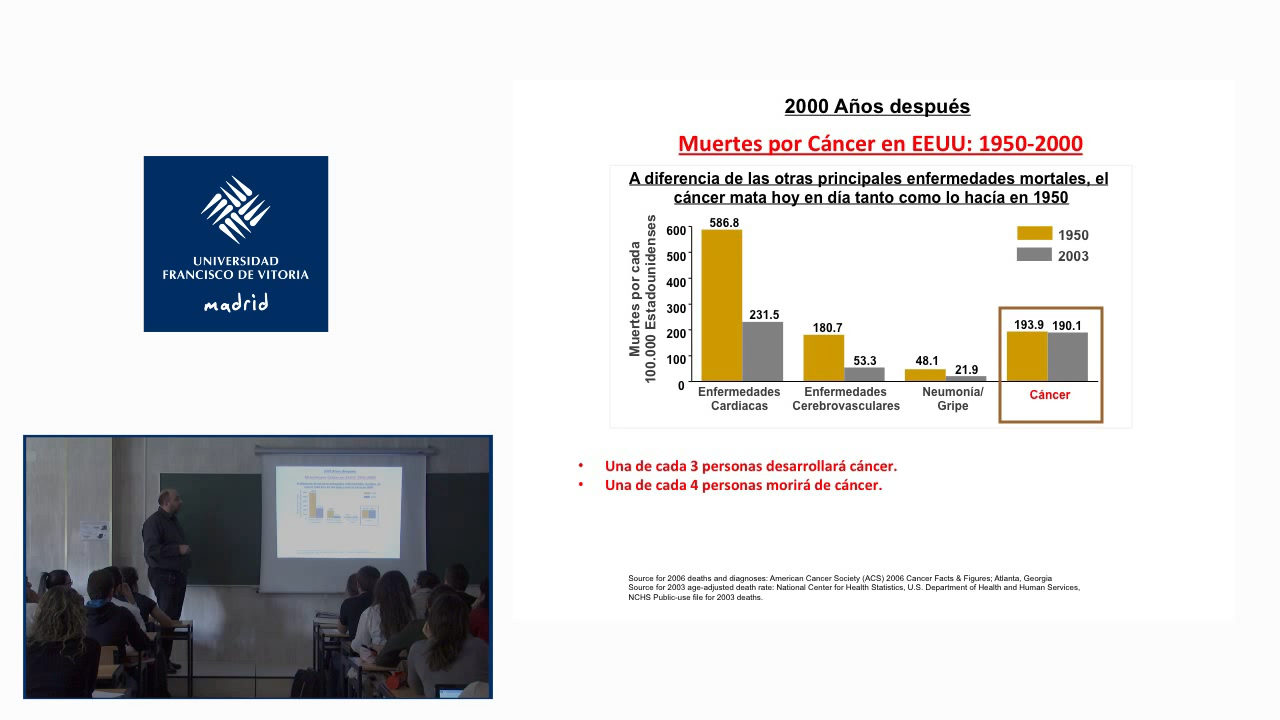 UNIVERSIDAD
FRANCISCO DE VITORIA
madrid
2000 Años después
Muertes por Cáncer en EEUU: 1950-2000
A diferencia de las otras principales enfermedades mortales, el
cáncer mata hoy en día tanto como lo hacía en 1950
Muertes por cada
100.000 Estadounidenses
600
500
400
300
200
100
0
586.8
231.5
180.7
53.3
48.1
21.9
193.9
190.1
1950
2003
Enfermedades
Cardiacas
Enfermedades
Cerebrovasculares
Neumonía/
Gripe
Cáncer
• Una de cada 3 personas desarrollará cáncer.
• Una de cada 4 personas morirá de cáncer.
Source for 2006 deaths and diagnoses: American Cancer Society (ACS) 2006 Cancer Facts & Figures; Atlanta, Georgia
Source for 2003 age-adjusted death rate: National Center for Health Statistics, U.S. Department of Health and Human Services,
NCHS Public-use file for 2003 deaths.